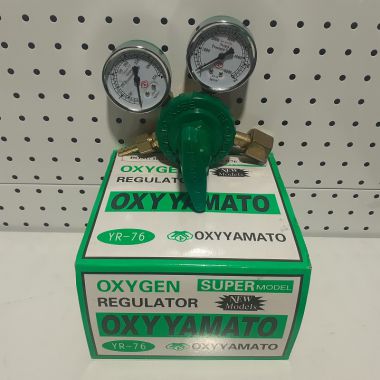 OXYGEN
REGULATOR
NEW
Models
OXYYAMATO
YR-76 OXYYAMATO
OXYGEN SUPER MODEL
REGULATOR NEW
Models
OXYYAMATO
YR-76 OXYYAMATO